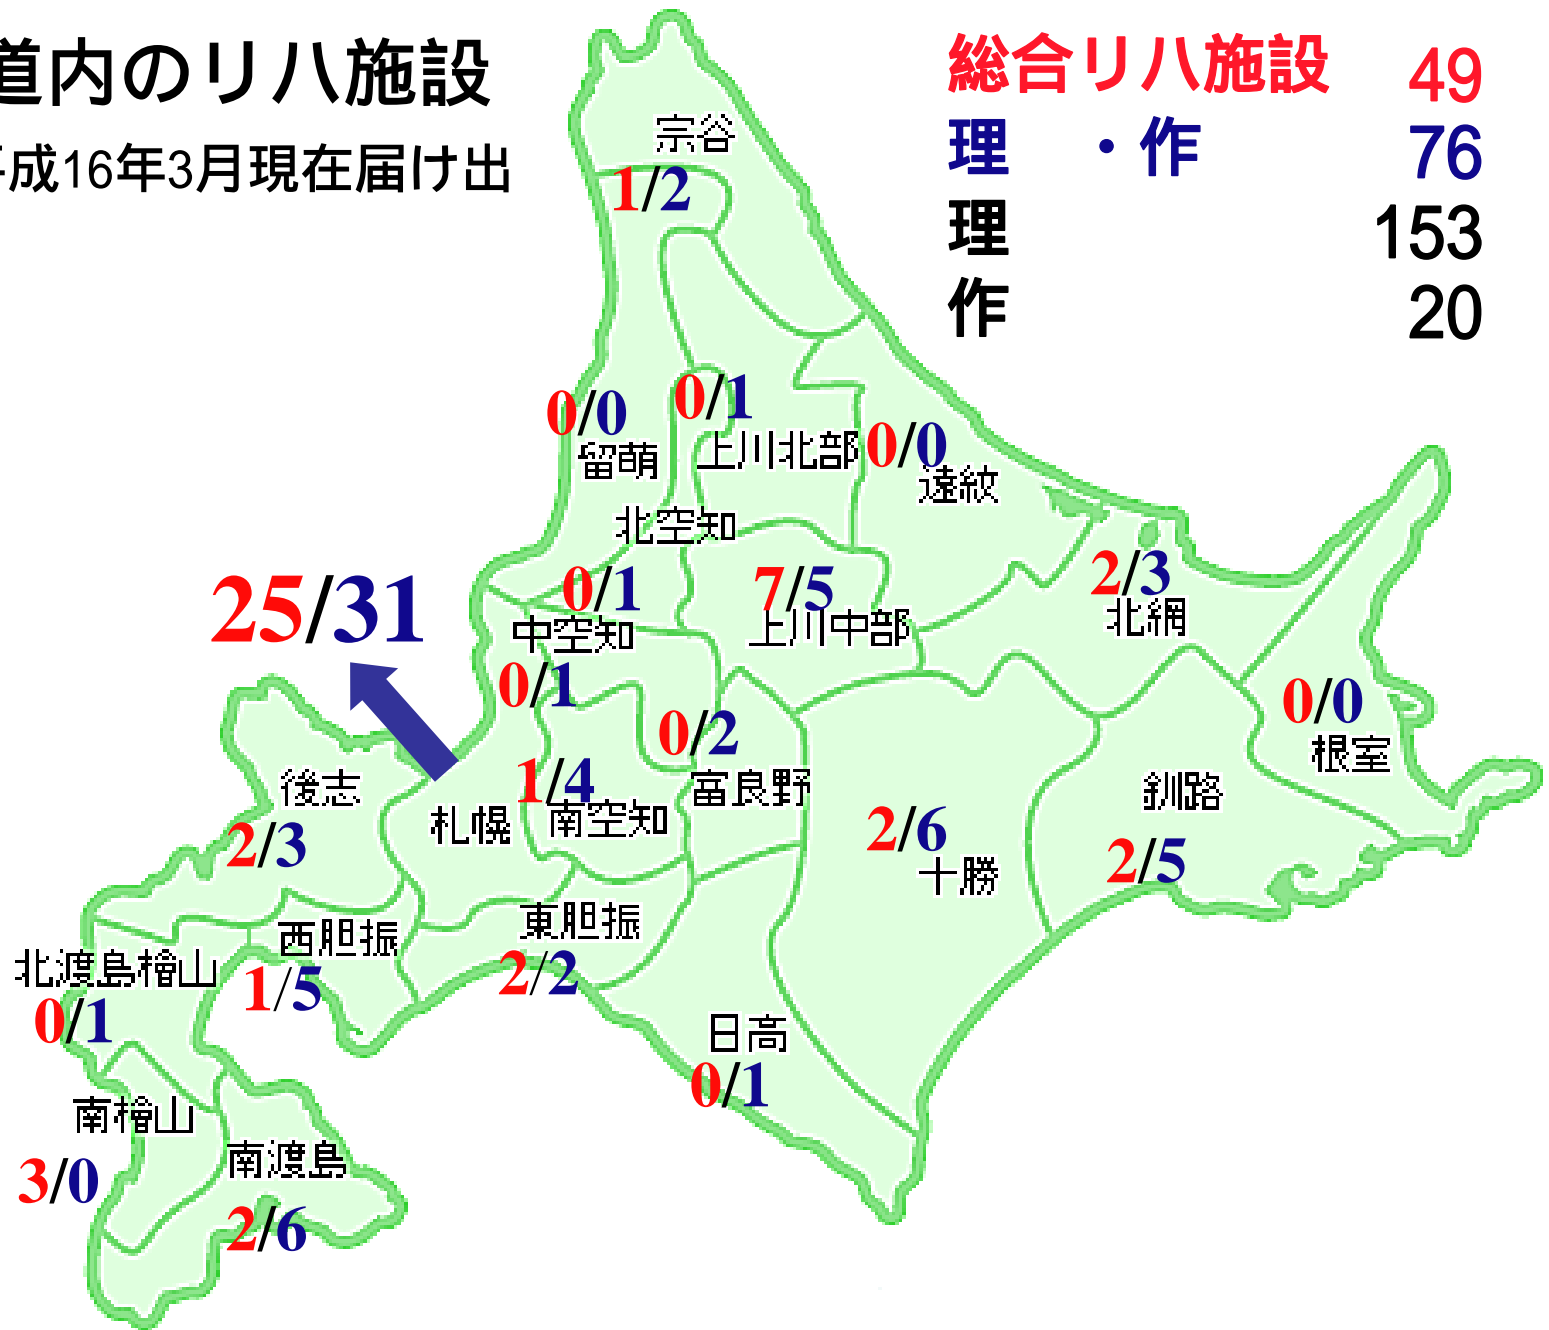 道内のリハ施設
平成16年3月現在届け出
総合リハ施設 49
理 ・作 76
理 153
作 20
宗谷
1/2
0/0
留萌
0/1
上川北部
0/0
遠紋
北空知
0/1
7/5
上川中部
2/3
北網
25/31
中空知
0/1
0/2
富良野
0/0
根室
後志
2/3
札幌
1/4
南空知
2/6
十勝
釧路
2/5
西胆振
1/5
東胆振
2/2
北渡島檜山
0/1
日高
0/1
南檜山
3/0
南渡島
2/6